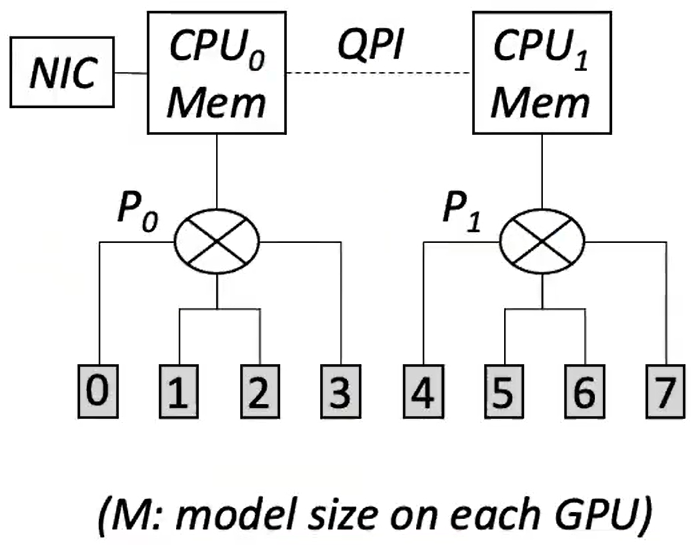 NIC
CPU0
Mem
QPI
CPU1
Mem
P0
P1
0 1 2 3 4 5 6 7
(M: model size on each GPU)